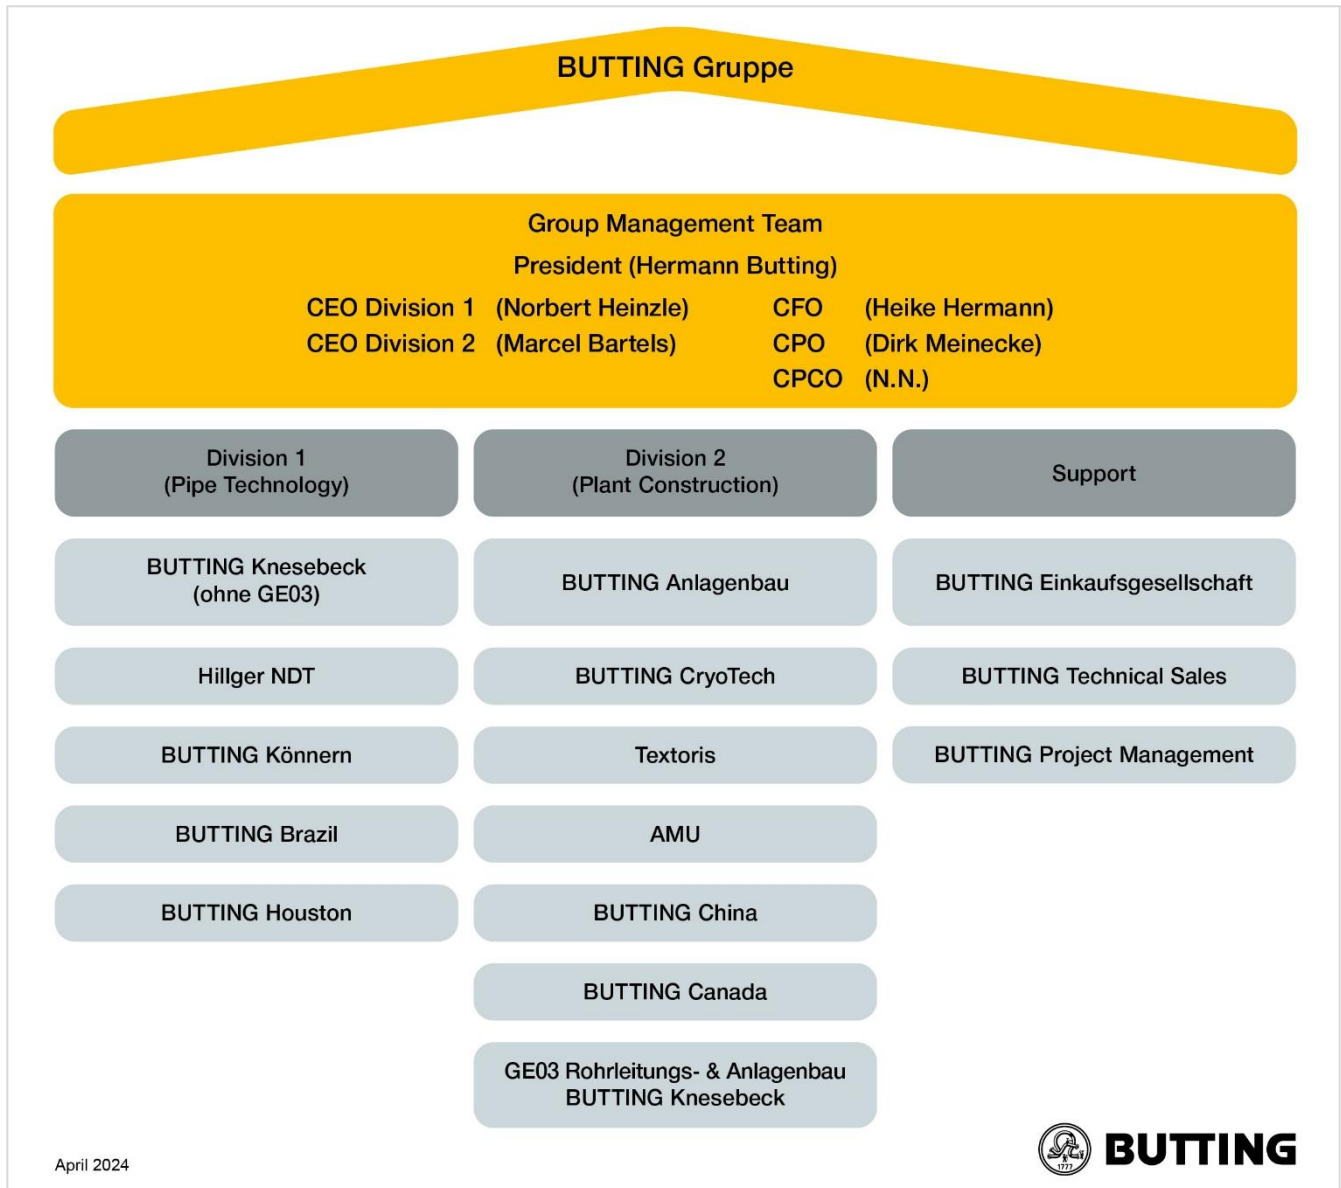 BUTTING Gruppe
Group Management Team
President (Hermann Butting)
CEO Division 1 (Norbert Heinzle) CFO (Heike Hermann)
CEO Division 2 (Marcel Bartels) CPO (Dirk Meinecke)
CPCO (N.N.)
Division 1
(Pipe Technology)
Division 2
(Plant Construction)
Support
BUTTING Knesebeck
(ohne GE03)
BUTTING Anlagenbau
BUTTING Einkaufsgesellschaft
Hillger NDT
BUTTING CryoTech
BUTTING Technical Sales
BUTTING Könnern
Textoris
BUTTING Project Management
BUTTING Brazil
AMU
BUTTING Houston
BUTTING China
BUTTING Canada
GE03 Rohrleitungs- & Anlagenbau
BUTTING Knesebeck
April 2024
1777
BUTTING